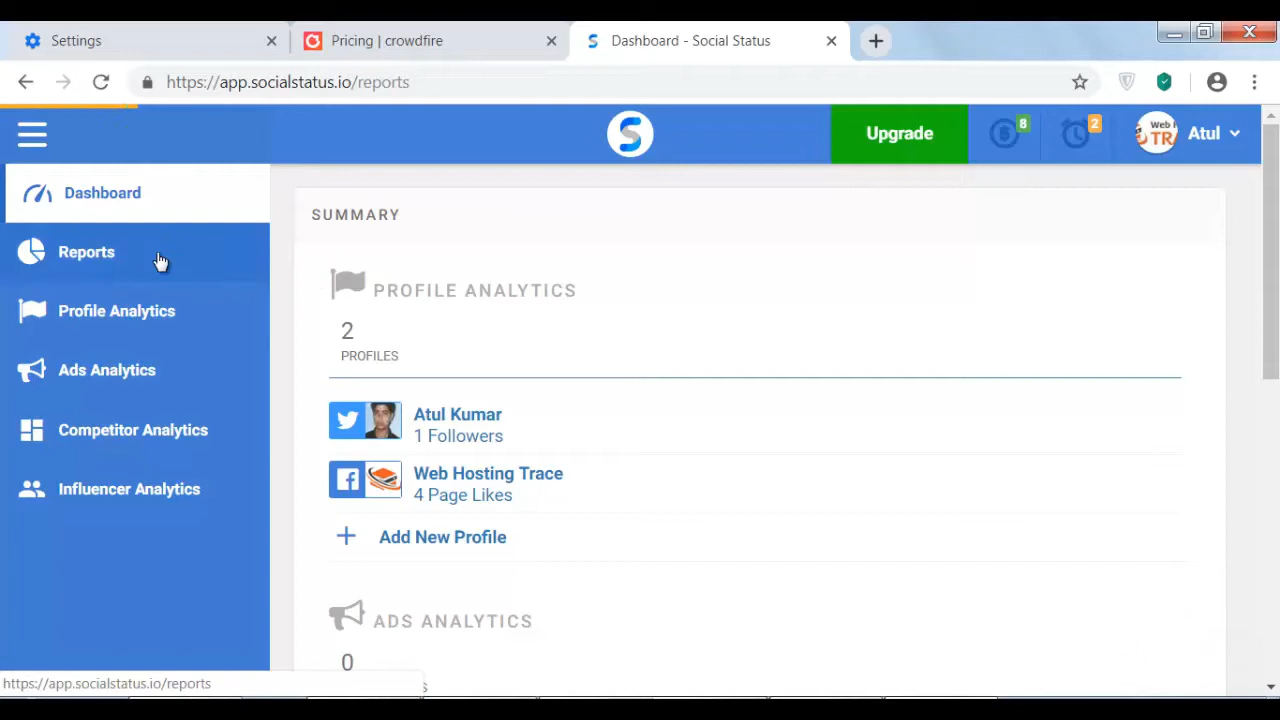 Settings
Pricing | crowdfire
Dashboard - Social Status
https://app.socialstatus.io/reports
Upgrade
8
2
Web
TR
Atul
Dashboard
Reports
Profile Analytics
Ads Analytics
Competitor Analytics
Influencer Analytics
SUMMARY
PROFILE ANALYTICS
2
PROFILES
Atul Kumar
1 Followers
Web Hosting Trace
4 Page Likes
+ Add New Profile
ADS ANALYTICS
0
https://app.socialstatus.io/reports